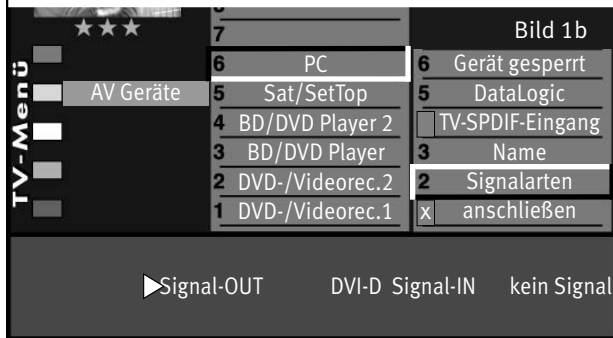 7
Bild 1b
TV-Menü
6 PC
6 Gerät gesperrt
AV Geräte
5 Sat/SetTop
5 DataLogic
4 BD/DVD Player 2
TV-SPDIF-Eingang
3 BD/DVD Player
3 Name
2 DVD-/Videorec.2
2 Signalarten
1 DVD-/Videorec.1
x anschließen
Signal-OUT DVI-D Signal-IN kein Signal